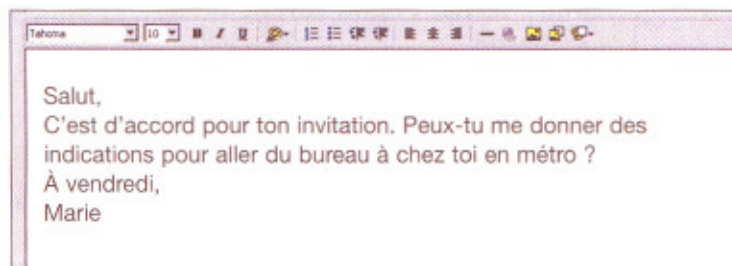 Tahoma 10 B I U
Salut,
C'est d'accord pour ton invitation. Peux-tu me donner des
indications pour aller du bureau à chez toi en métro ?
À vendredi,
Marie